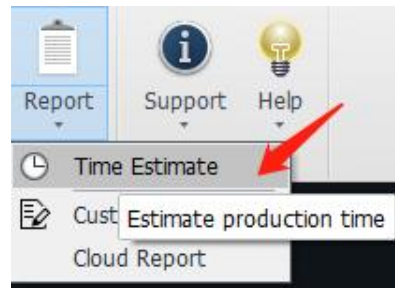 Report Support Help
Time Estimate
Cust
Estimate production time
Cloud Report